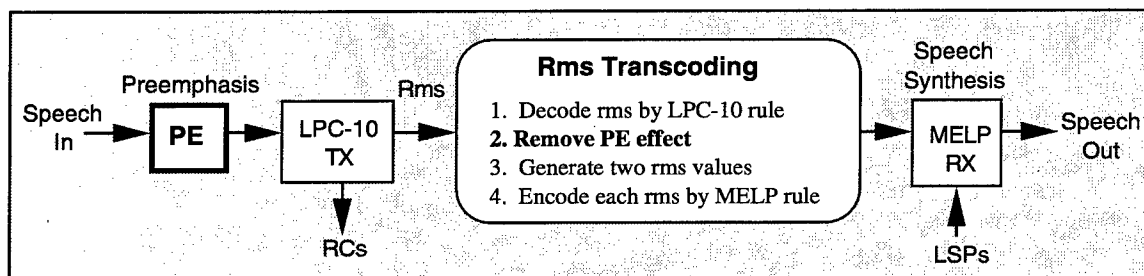 Speech In
Preemphasis
PE
LPC-10 TX
RCs
Rms
Rms Transcoding
1. Decode rms by LPC-10 rule
2. Remove PE effect
3. Generate two rms values
4. Encode each rms by MELP rule
Speech Synthesis
MELP RX
LSPs
Speech Out